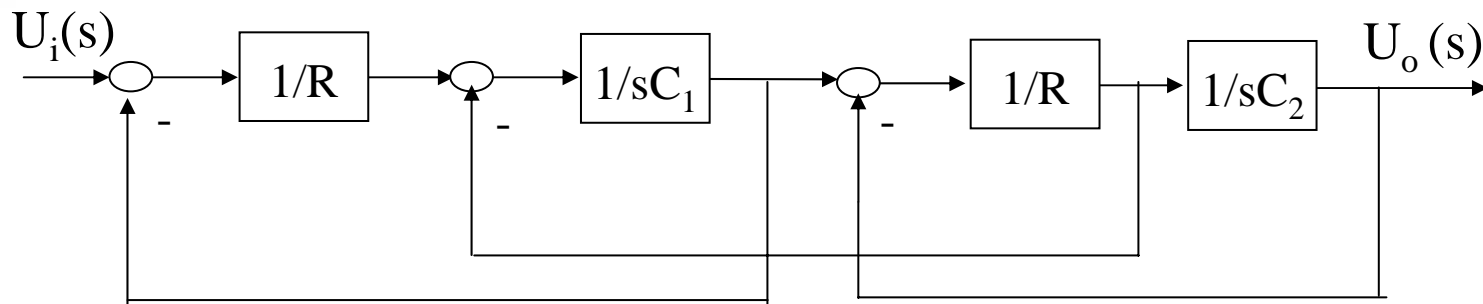 Uᵢ(s)
1/R
1/sC₁
1/R
1/sC₂
Uₒ(s)
-
-
-